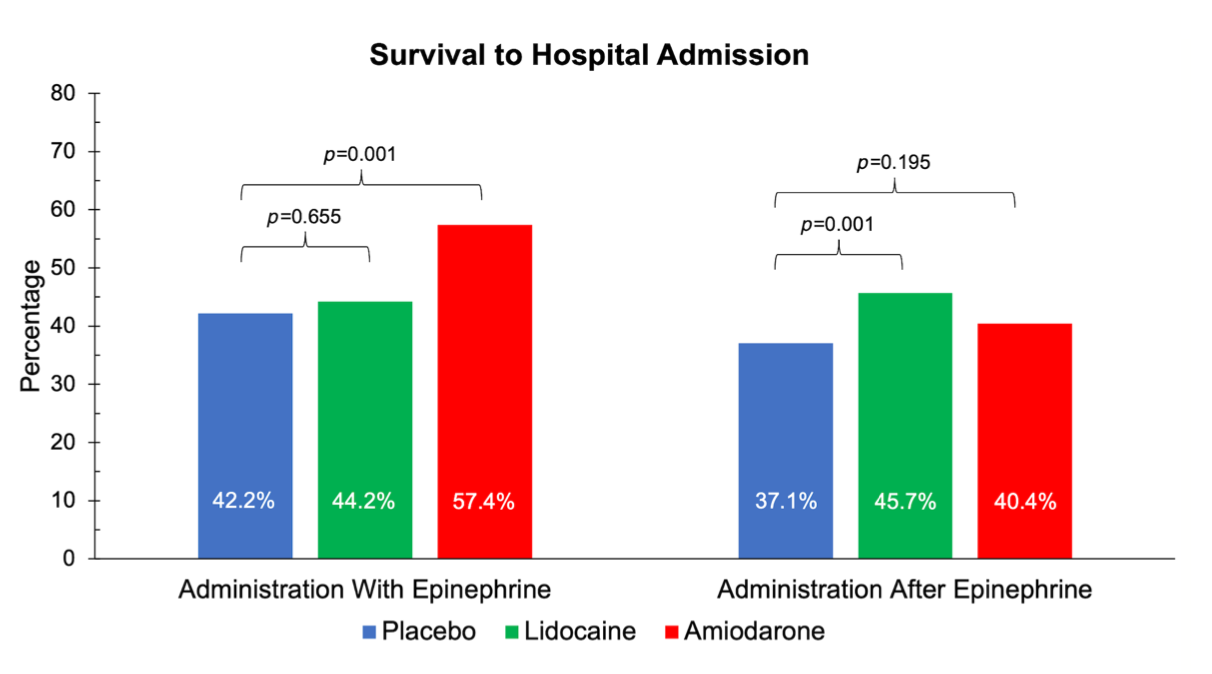 Survival to Hospital Admission
80
70
60
50
40
30
20
10
0
Percentage
p=0.001
p=0.655
p=0.195
p=0.001
42.2%
44.2%
57.4%
37.1%
45.7%
40.4%
Administration With Epinephrine
Administration After Epinephrine
Placebo
Lidocaine
Amiodarone